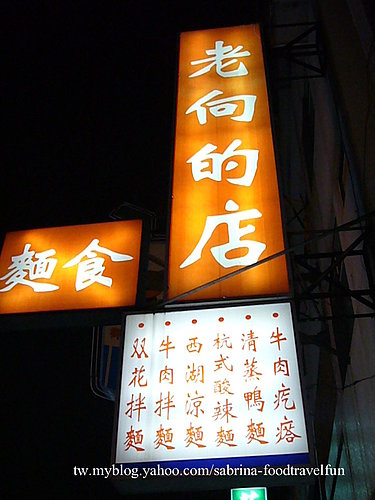 老向的店
麵食
牛肉疙瘩
清蒸鴨麵
杭式酸辣麵
西湖涼麵
牛肉拌麵
双花拌麵
tw.myblog.yahoo.com/sabrina-foodtravelfun